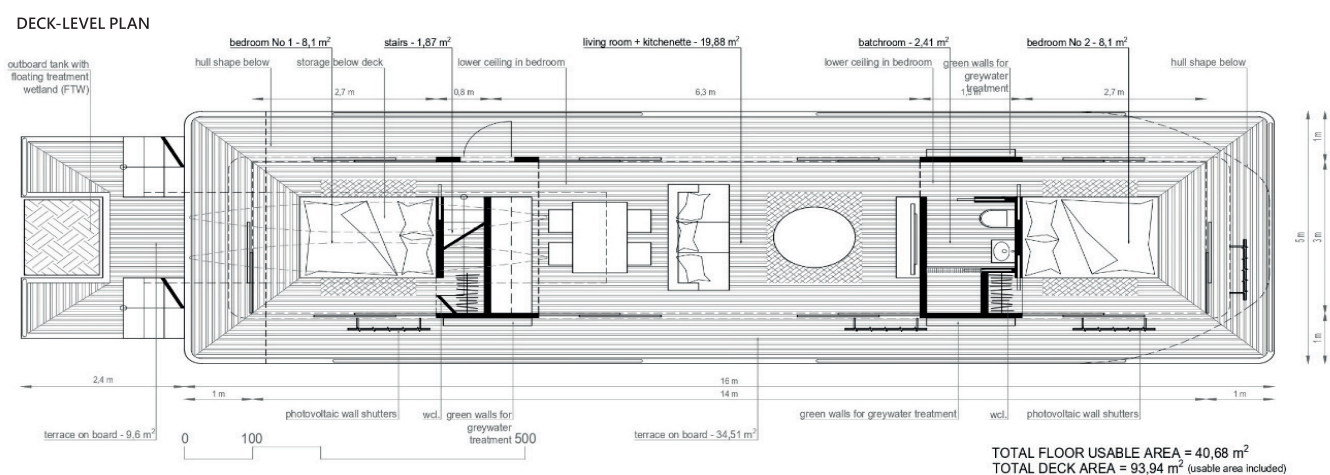 DECK-LEVEL PLAN
bedroom No 1 - 8,1 m²
stairs - 1,87 m²
living room + kitchenette - 19,88 m²
batchroom - 2,41 m²
bedroom No 2 - 8,1 m²
outboard tank with
floating treatment
wetland (FTW)
hull shape below
storage below deck
lower ceiling in bedroom
lower ceiling in bedroom
green walls for
greywater
treatment
hull shape below
2,7 m
0,8 m
6,3 m
2,7 m
1m
5 m
3 m
1m
2,4 m
16 m
1 m
14 m
1 m
photovoltaic wall shutters
wcl.
green walls for
greywater
treatment
green walls for greywater treatment
wcl.
photovoltaic wall shutters
terrace on board - 9,6 m²
terrace on board - 34,51 m²
0
100
500
TOTAL FLOOR USABLE AREA = 40,68 m²
TOTAL DECK AREA = 93,94 m² (usable area included)